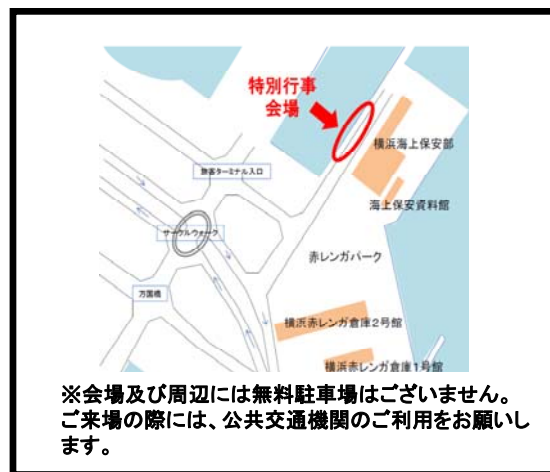 特別行事
会場
横浜海上保安部
旅客ターミナル入口
海上保安資料館
サークルウォーク
赤レンガパーク
万国橋
横浜赤レンガ倉庫2号館
横浜赤レンガ倉庫1号館
※会場及び周辺には無料駐車場はございません。
ご来場の際には、公共交通機関のご利用をお願いし
ます。